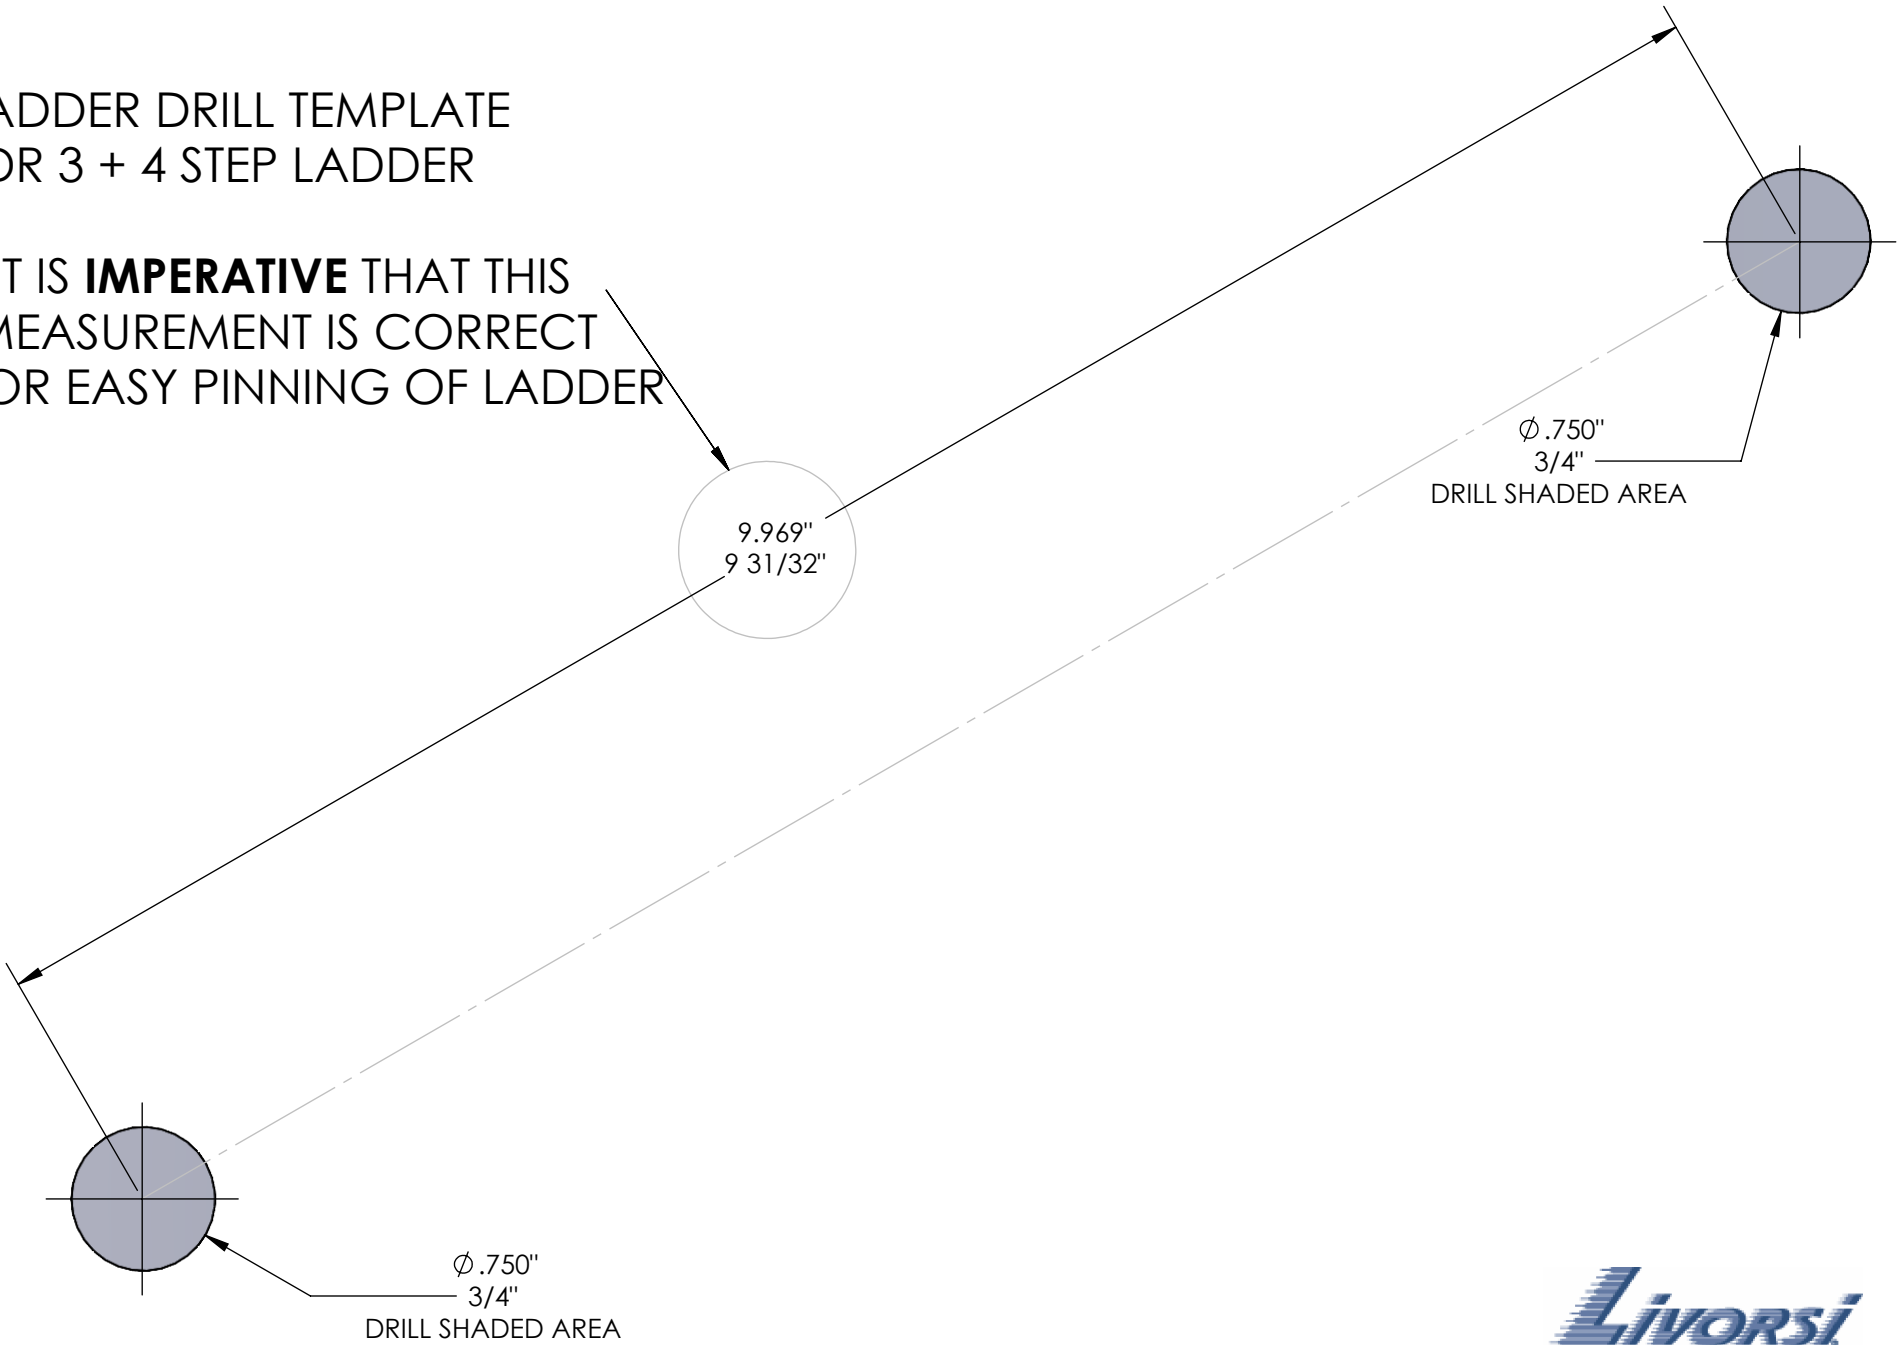 ADDER DRILL TEMPLATE
OR 3 + 4 STEP LADDER
T IS IMPERATIVE THAT THIS
MEASUREMENT IS CORRECT
OR EASY PINNING OF LADDER
9.969"
9 31/32"
∅.750"
3/4"
DRILL SHADED AREA
∅.750"
3/4"
DRILL SHADED AREA
LIVORSI